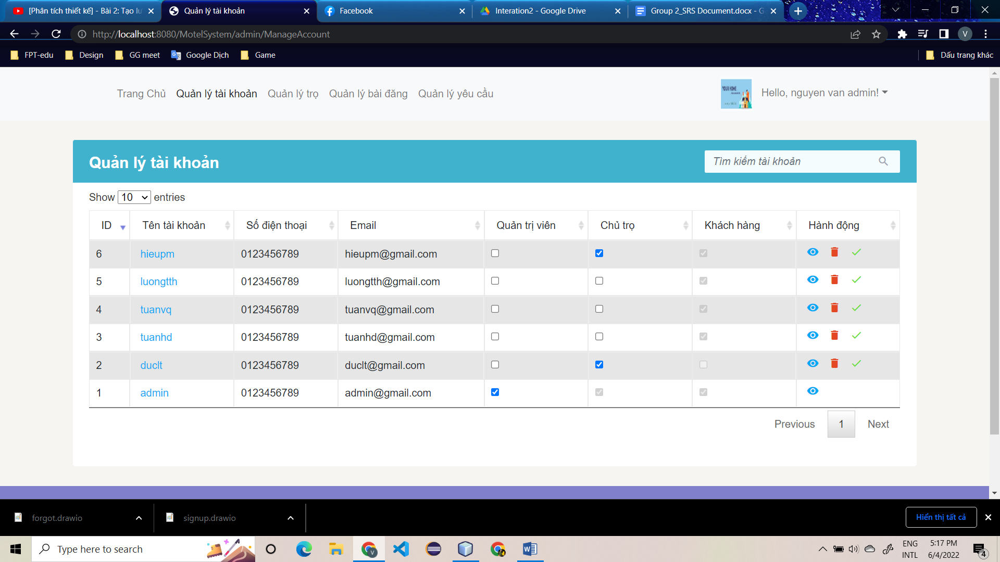 [Phân tích thiết kế] - Bài 2: Tạo lư
Quản lý tài khoản
Facebook
Interation2 - Google Drive
Group 2_SRS Document.docx - G
http://localhost:8080/MotelSystem/admin/ManageAccount
V
FPT-edu
Design
GG meet
Google Dịch
Game
Dấu trang khác
Trang Chủ
Quản lý tài khoản
Quản lý trọ
Quản lý bài đăng
Quản lý yêu cầu
YOUR HOME
Hello, nguyen van admin!
Quản lý tài khoản
Tìm kiếm tài khoản
Show 10 entries
ID Tên tài khoản Số điện thoại Email Quản trị viên Chủ trọ Khách hàng Hành động
6 hieupm 0123456789 hieupm@gmail.com
5 luongtth 0123456789 luongtth@gmail.com
4 tuanvq 0123456789 tuanvq@gmail.com
3 tuanhd 0123456789 tuanhd@gmail.com
2 duclt 0123456789 duclt@gmail.com
1 admin 0123456789 admin@gmail.com
Previous 1 Next
forgot.drawio
signup.drawio
Hiển thị tất cả
Type here to search
V
ENG
INTL
5:17 PM
6/4/2022
4